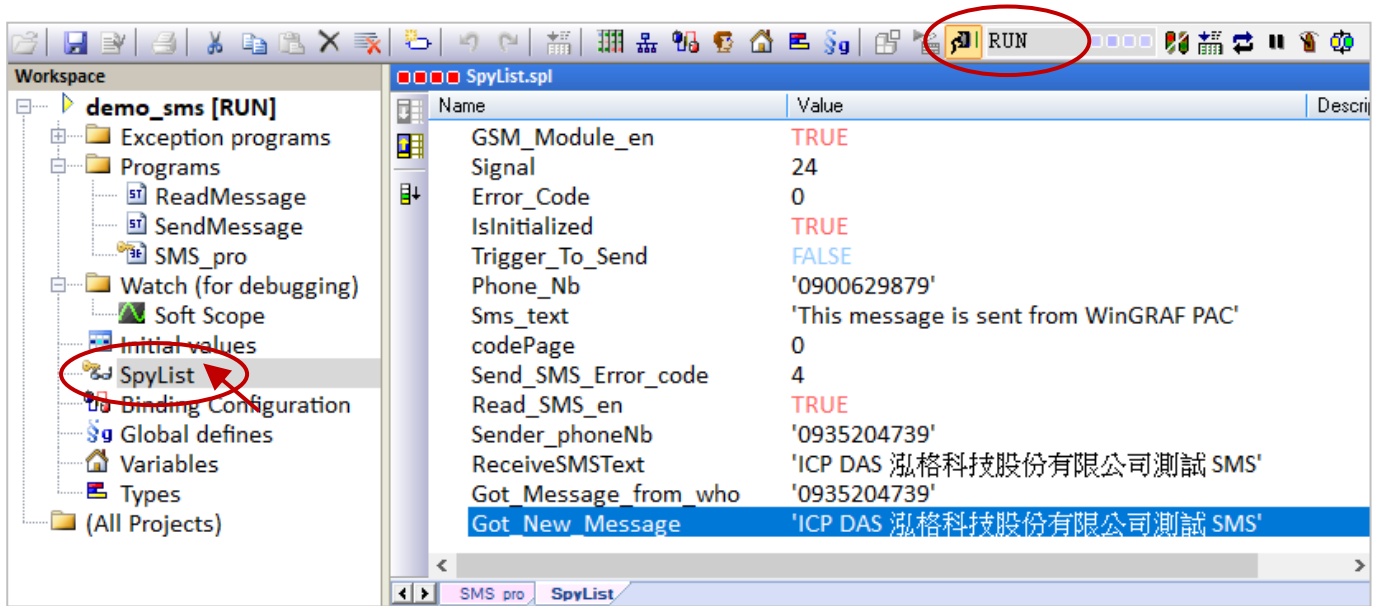 RUN
Workspace
SpyList.spl
demo_sms [RUN]
Exception programs
Programs
ReadMessage
SendMessage
SMS_pro
Watch (for debugging)
Soft Scope
Initial values
SpyList
Binding Configuration
Global defines
Variables
Types
(All Projects)
Name Value Descrip
GSM_Module_en TRUE
Signal 24
Error_Code 0
IsInitialized TRUE
Trigger_To_Send FALSE
Phone_Nb '0900629879'
Sms_text 'This message is sent from WinGRAF PAC'
codePage 0
Send_SMS_Error_code 4
Read_SMS_en TRUE
Sender_phoneNb '0935204739'
ReceiveSMSText 'ICP DAS 泓格科技股份有限公司測試 SMS'
Got_Message_from_who '0935204739'
Got_New_Message 'ICP DAS 泓格科技股份有限公司測試 SMS'
SMS_pro SpyList